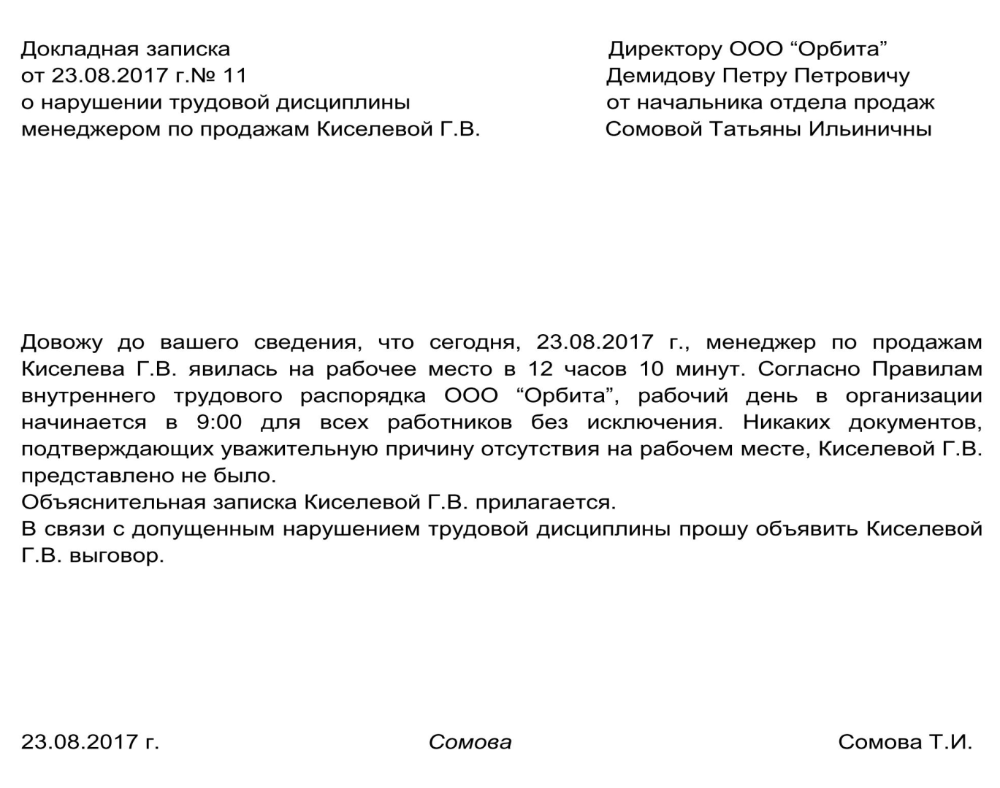 Докладная записка
от 23.08.2017 г.№ 11
о нарушении трудовой дисциплины
менеджером по продажам Киселевой Г.В.
Директору ООО “Орбита”
Демидову Петру Петровичу
от начальника отдела продаж
Сомовой Татьяны Ильиничны
Довожу до вашего сведения, что сегодня, 23.08.2017 г., менеджер по продажам
Киселева Г.В. явилась на рабочее место в 12 часов 10 минут. Согласно Правилам
внутреннего трудового распорядка ООО “Орбита”, рабочий день в организации
начинается в 9:00 для всех работников без исключения. Никаких документов,
подтверждающих уважительную причину отсутствия на рабочем месте, Киселевой Г.В.
представлено не было.
Объяснительная записка Киселевой Г.В. прилагается.
В связи с допущенным нарушением трудовой дисциплины прошу объявить Киселевой
Г.В. выговор.
23.08.2017 г. Сомова Сомова Т.И.